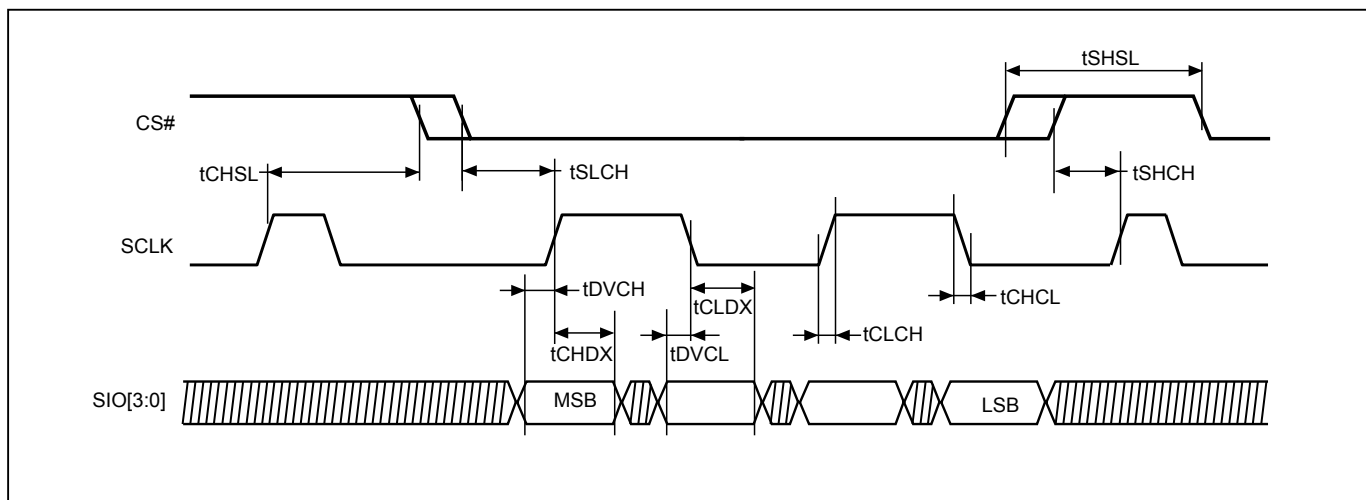 tSHSL
CS#
tCHSL
tSLCH
tSHCH
SCLK
tDVCH
tCLDX
tCHCL
tCHDX
tDVCL
tCLCH
SIO[3:0]
MSB
LSB